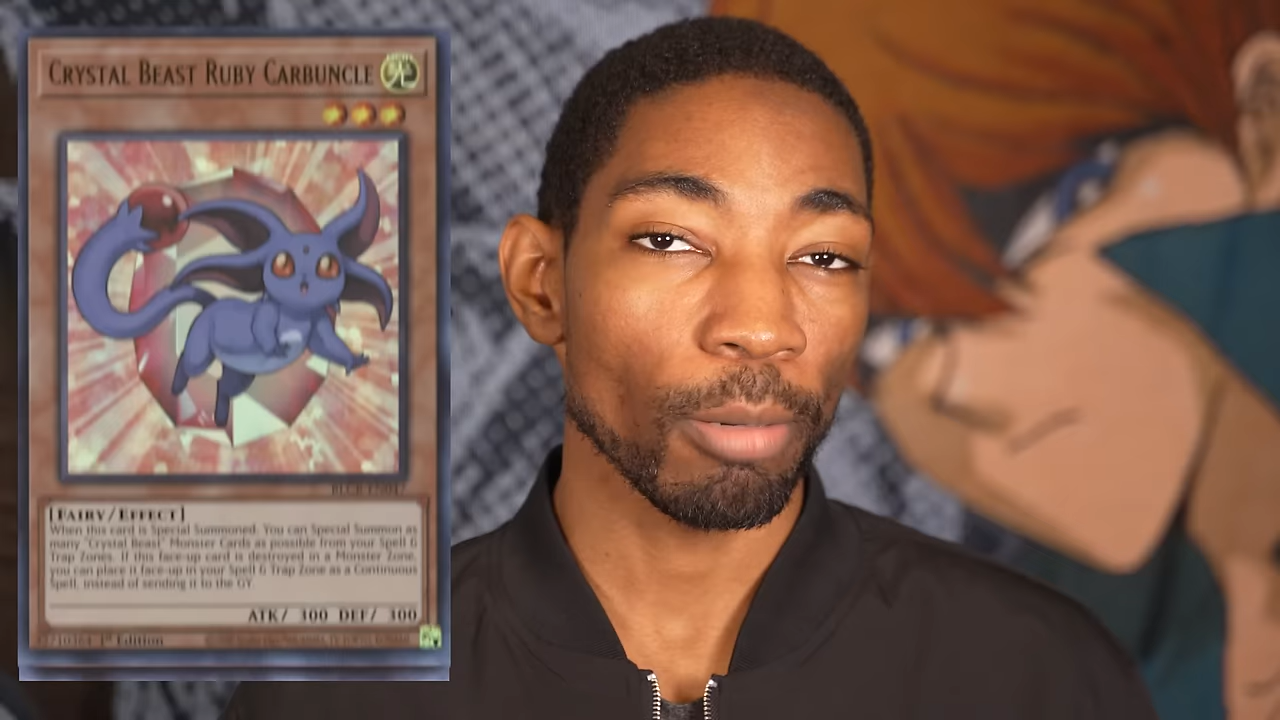 CRYSTAL BEAST RUBY CARBUNCLE
[FAIRY/EFFECT]
When this card is Special Summoned: You can Special Summon as
many "Crystal Beast" Monster Cards as possible from your Spell &
Trap Zones. If this face-up card is destroyed in a Monster Zone,
you can place it face-up in your Spell & Trap Zone as a Continuous
Spell, instead of sending it to the GY.
ATK/ 300 DEF/ 300
1st Edition